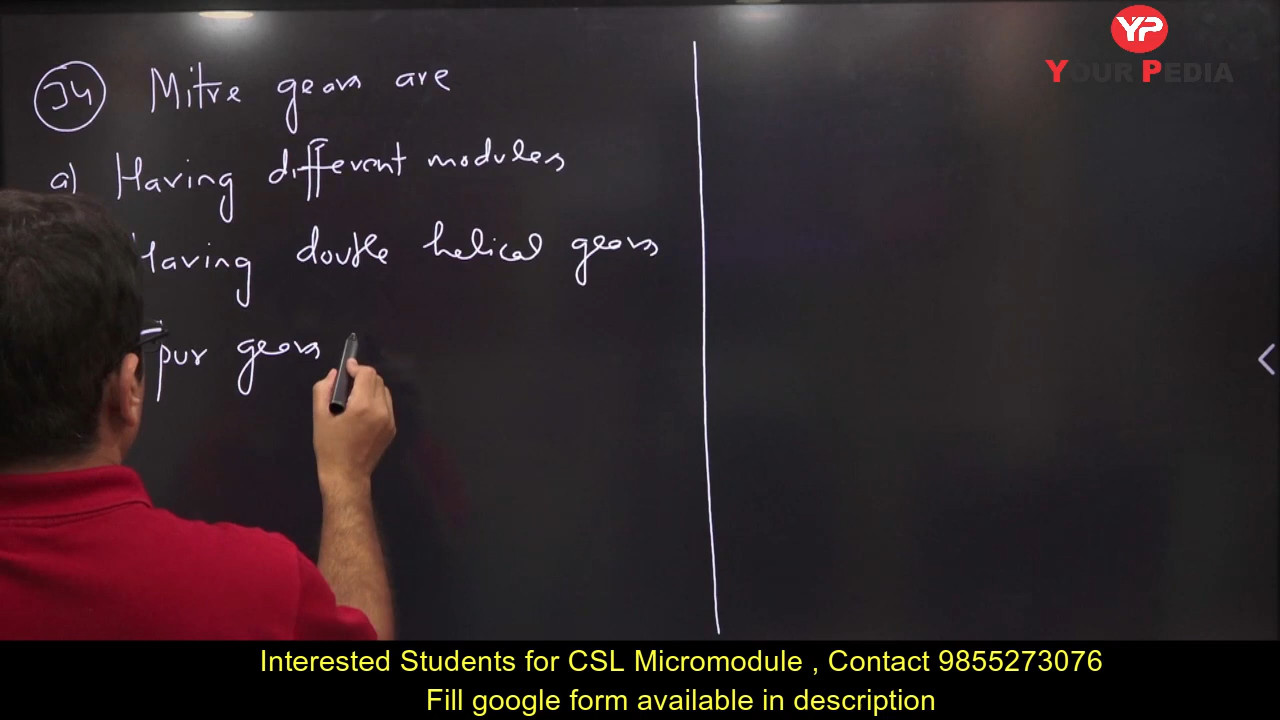 YP
YOUR PEDIA
34 Mitre gears are
a) Having different modules
Having double helical gears
pur gears
Interested Students for CSL Micromodule , Contact 9855273076
Fill google form available in description